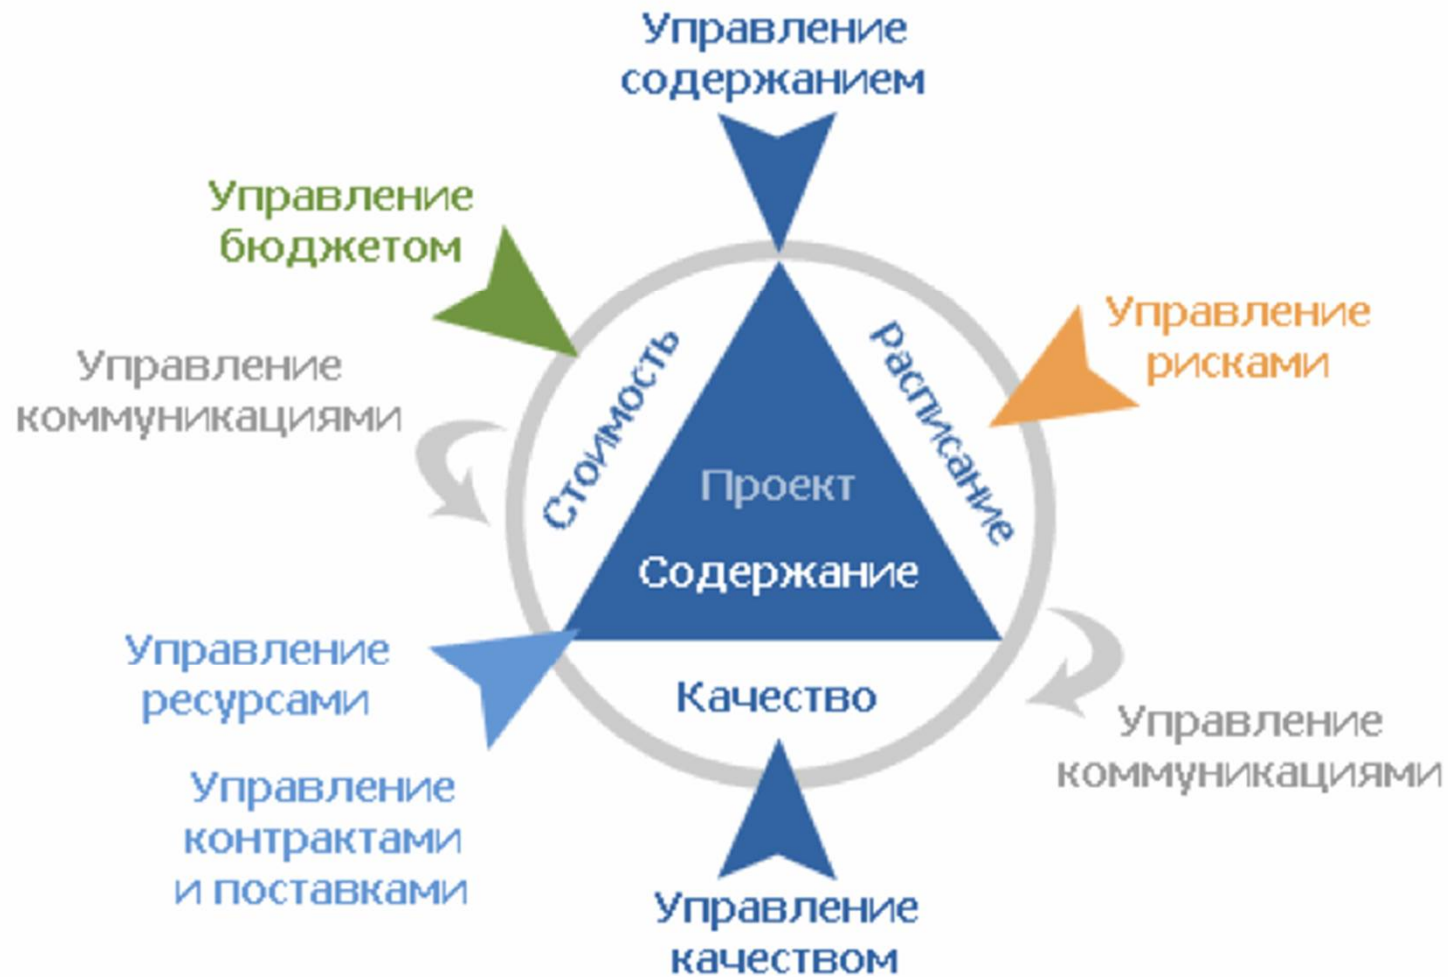 Управление
содержанием
Управление
бюджетом
Управление
рисками
Управление
коммуникациями
Стоимость
расписание
Проект
Содержание
Управление
ресурсами
Качество
Управление
коммуникациями
Управление
контрактами
и поставками
Управление
качеством